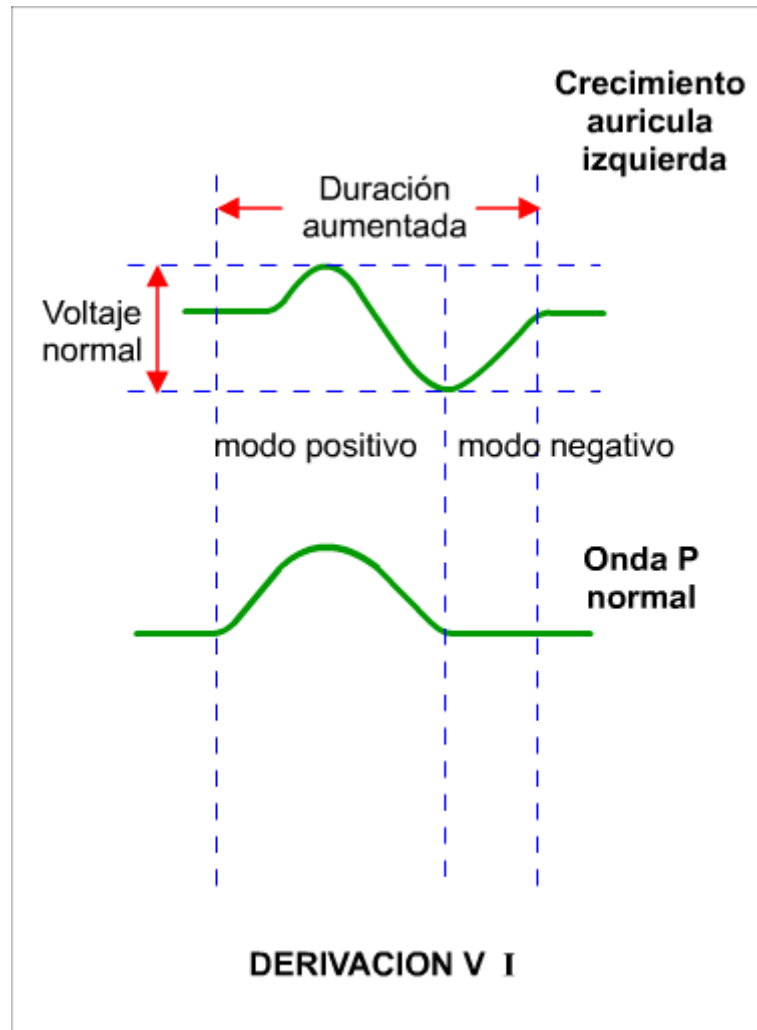 Crecimiento
auricula
izquierda
Duración
aumentada
Voltaje
normal
modo positivo
modo negativo
Onda P
normal
DERIVACION V I